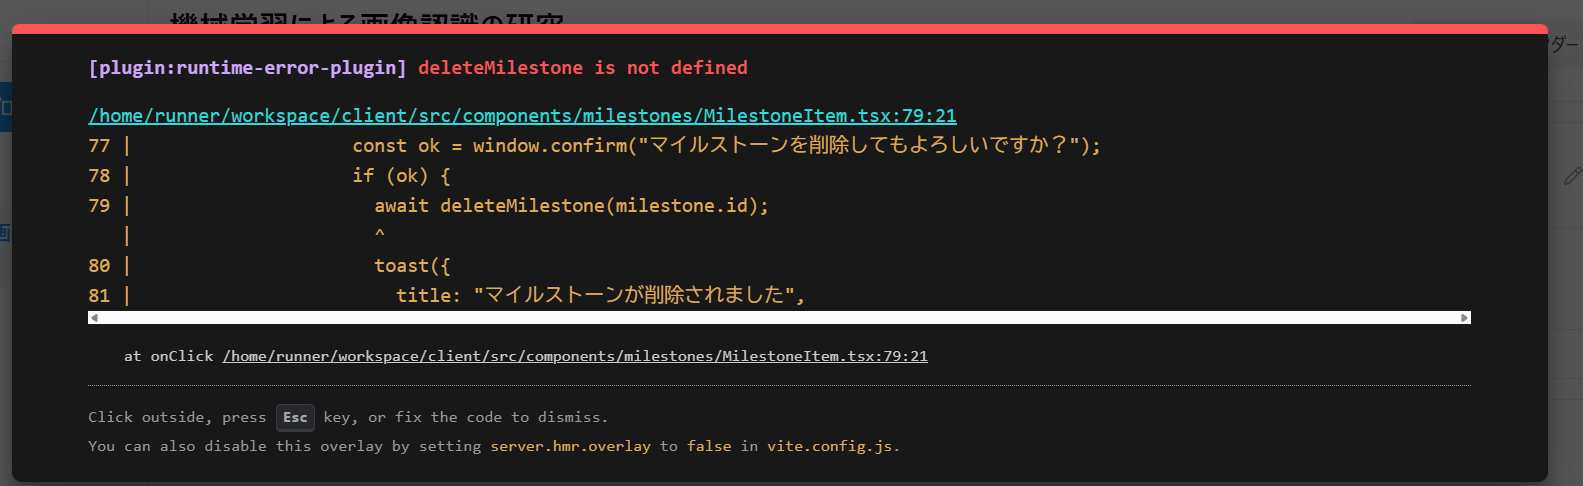 機械学習による画像認識の研究
[plugin:runtime-error-plugin] deleteMilestone is not defined
ダー
/home/runner/workspace/client/src/components/milestones/MilestoneItem.tsx:79:21
77 | const ok = window.confirm("マイルストーンを削除してもよろしいですか？");
78 | if (ok) {
79 | await deleteMilestone(milestone.id);
| ^
80 | toast({
81 | title: "マイルストーンが削除されました",
at onClick /home/runner/workspace/client/src/components/milestones/MilestoneItem.tsx:79:21
Click outside, press Esc key, or fix the code to dismiss.
You can also disable this overlay by setting server.hmr.overlay to false in vite.config.js.